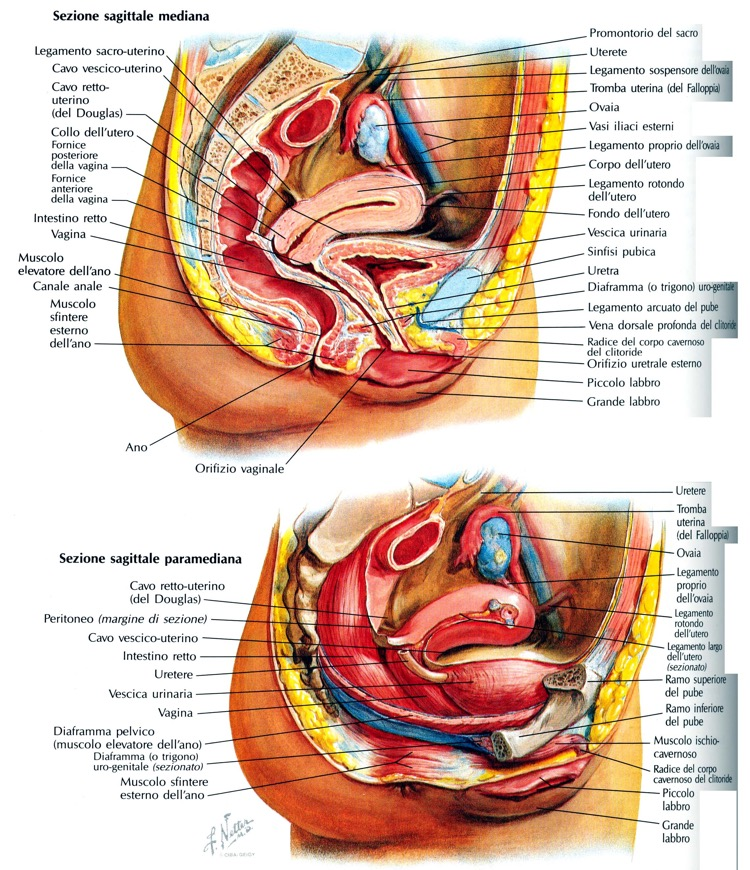 Sezione sagittale mediana
Legamento sacro-uterino
Cavo vescico-uterino
Cavo retto-
uterino
(del Douglas)
Collo dell'utero
Fornice
posteriore
della vagina
Fornice
anteriore
della vagina
Intestino retto
Vagina
Muscolo
elevatore dell'ano
Canale anale
Muscolo
sfintere
esterno
dell'ano
Ano
Orifizio vaginale
Promontorio del sacro
Uterete
Legamento sospensore dell'ovaia
Tromba uterina (del Falloppia)
Ovaia
Vasi iliaci esterni
Legamento proprio dell'ovaia
Corpo dell'utero
Legamento rotondo
dell'utero
Fondo dell'utero
Vescica urinaria
Sinfisi pubica
Uretra
Diaframma (o trigono) uro-genitale
Legamento arcuato del pube
Vena dorsale profonda del clitoride
Radice del corpo cavernoso
del clitoride
Orifizio uretrale esterno
Piccolo labbro
Grande labbro
Sezione sagittale paramediana
Cavo retto-uterino
(del Douglas)
Peritoneo (margine di sezione)
Cavo vescico-uterino
Intestino retto
Uretere
Vescica urinaria
Vagina
Diaframma pelvico
(muscolo elevatore dell'ano)
Diaframma (o trigono)
uro-genitale (sezionato)
Muscolo sfintere
esterno dell'ano
Uretere
Tromba
uterina
(del Falloppia)
Ovaia
Legamento
proprio
dell'ovaia
Legamento
rotondo
dell'utero
Legamento largo
dell'utero
(sezionato)
Ramo superiore
del pube
Ramo inferiore
del pube
Muscolo ischio-
cavernoso
Radice del corpo
cavernoso del clitoride
Piccolo
labbro
Grande
labbro
F. Netter
M.D.
CIBA-GEIGY